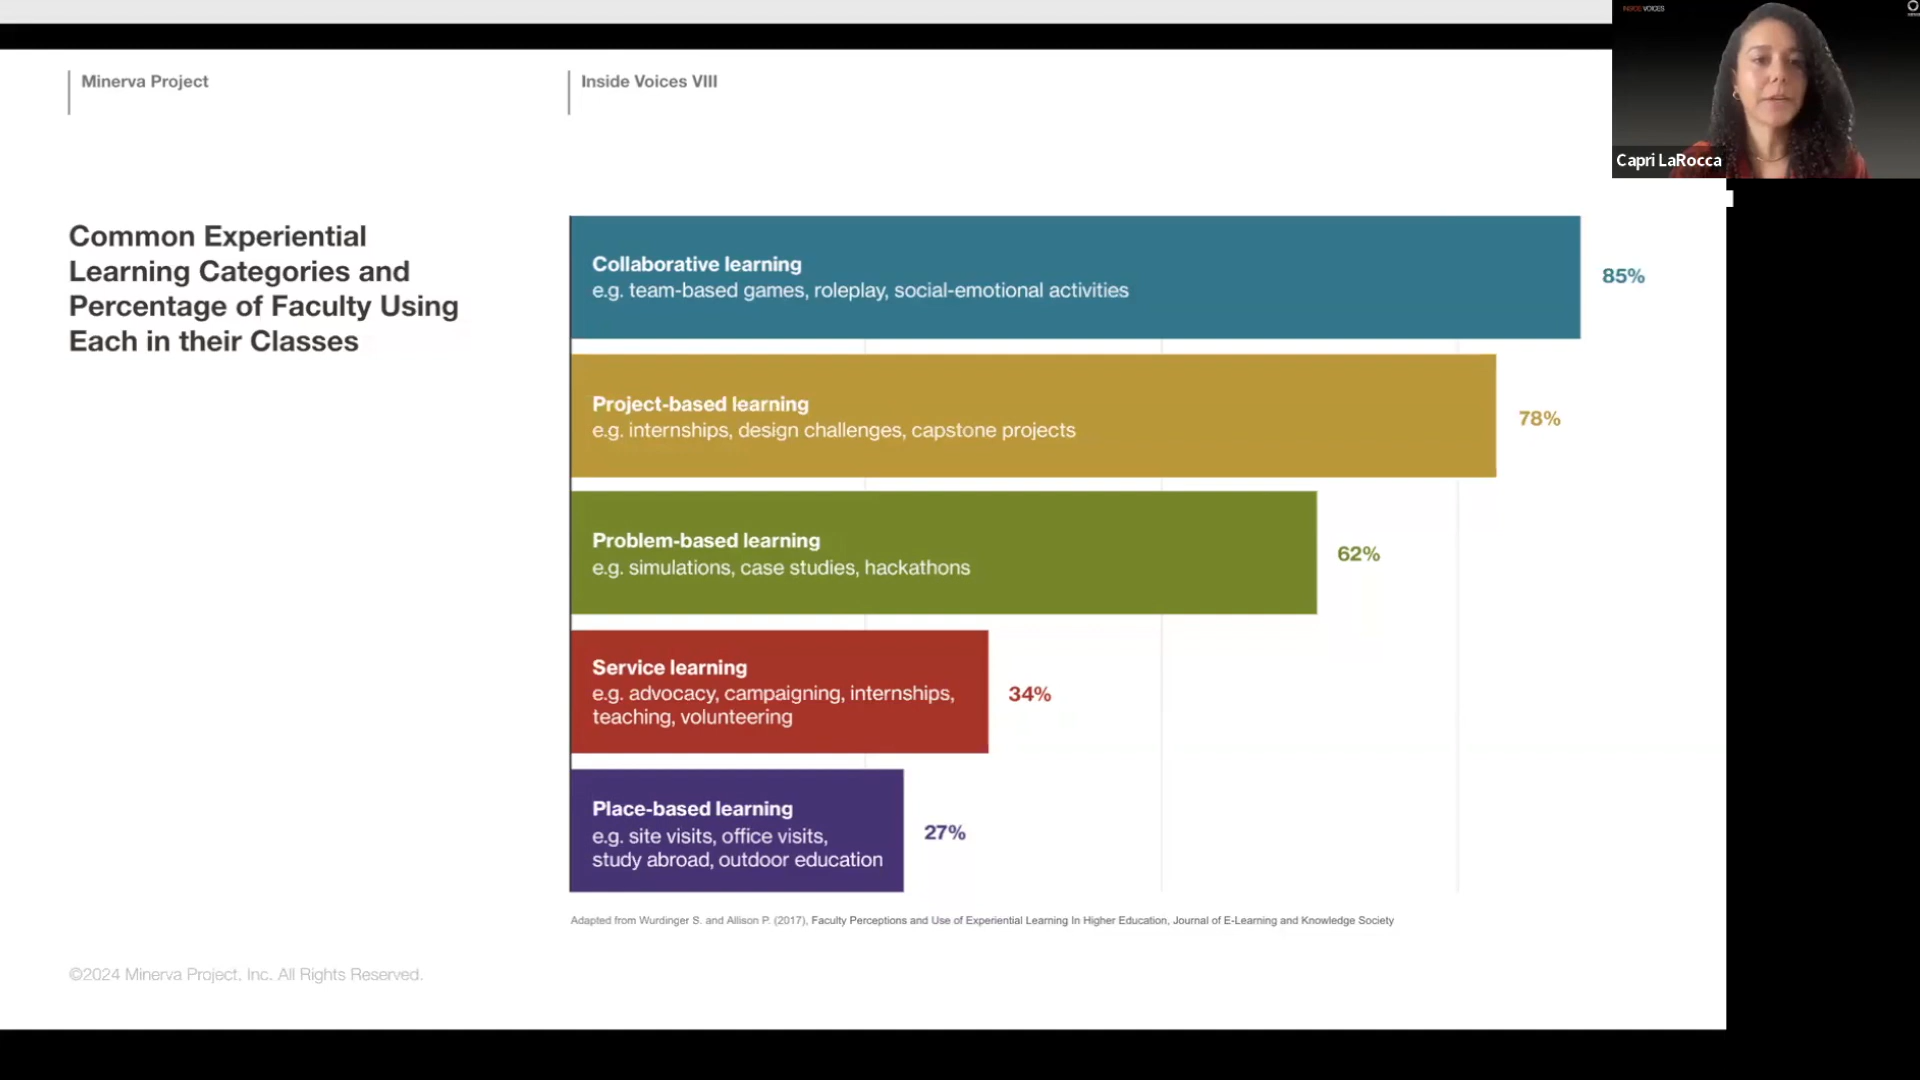 INSIDE VOICES
Capri LaRocca
Minerva Project
Inside Voices VIII
Common Experiential
Learning Categories and
Percentage of Faculty Using
Each in their Classes
Collaborative learning
e.g. team-based games, roleplay, social-emotional activities
85%
Project-based learning
e.g. internships, design challenges, capstone projects
78%
Problem-based learning
e.g. simulations, case studies, hackathons
62%
Service learning
e.g. advocacy, campaigning, internships,
teaching, volunteering
34%
Place-based learning
e.g. site visits, office visits,
study abroad, outdoor education
27%
Adapted from Wurdinger S. and Allison P. (2017), Faculty Perceptions and Use of Experiential Learning In Higher Education, Journal of E-Learning and Knowledge Society
©2024 Minerva Project, Inc. All Rights Reserved.